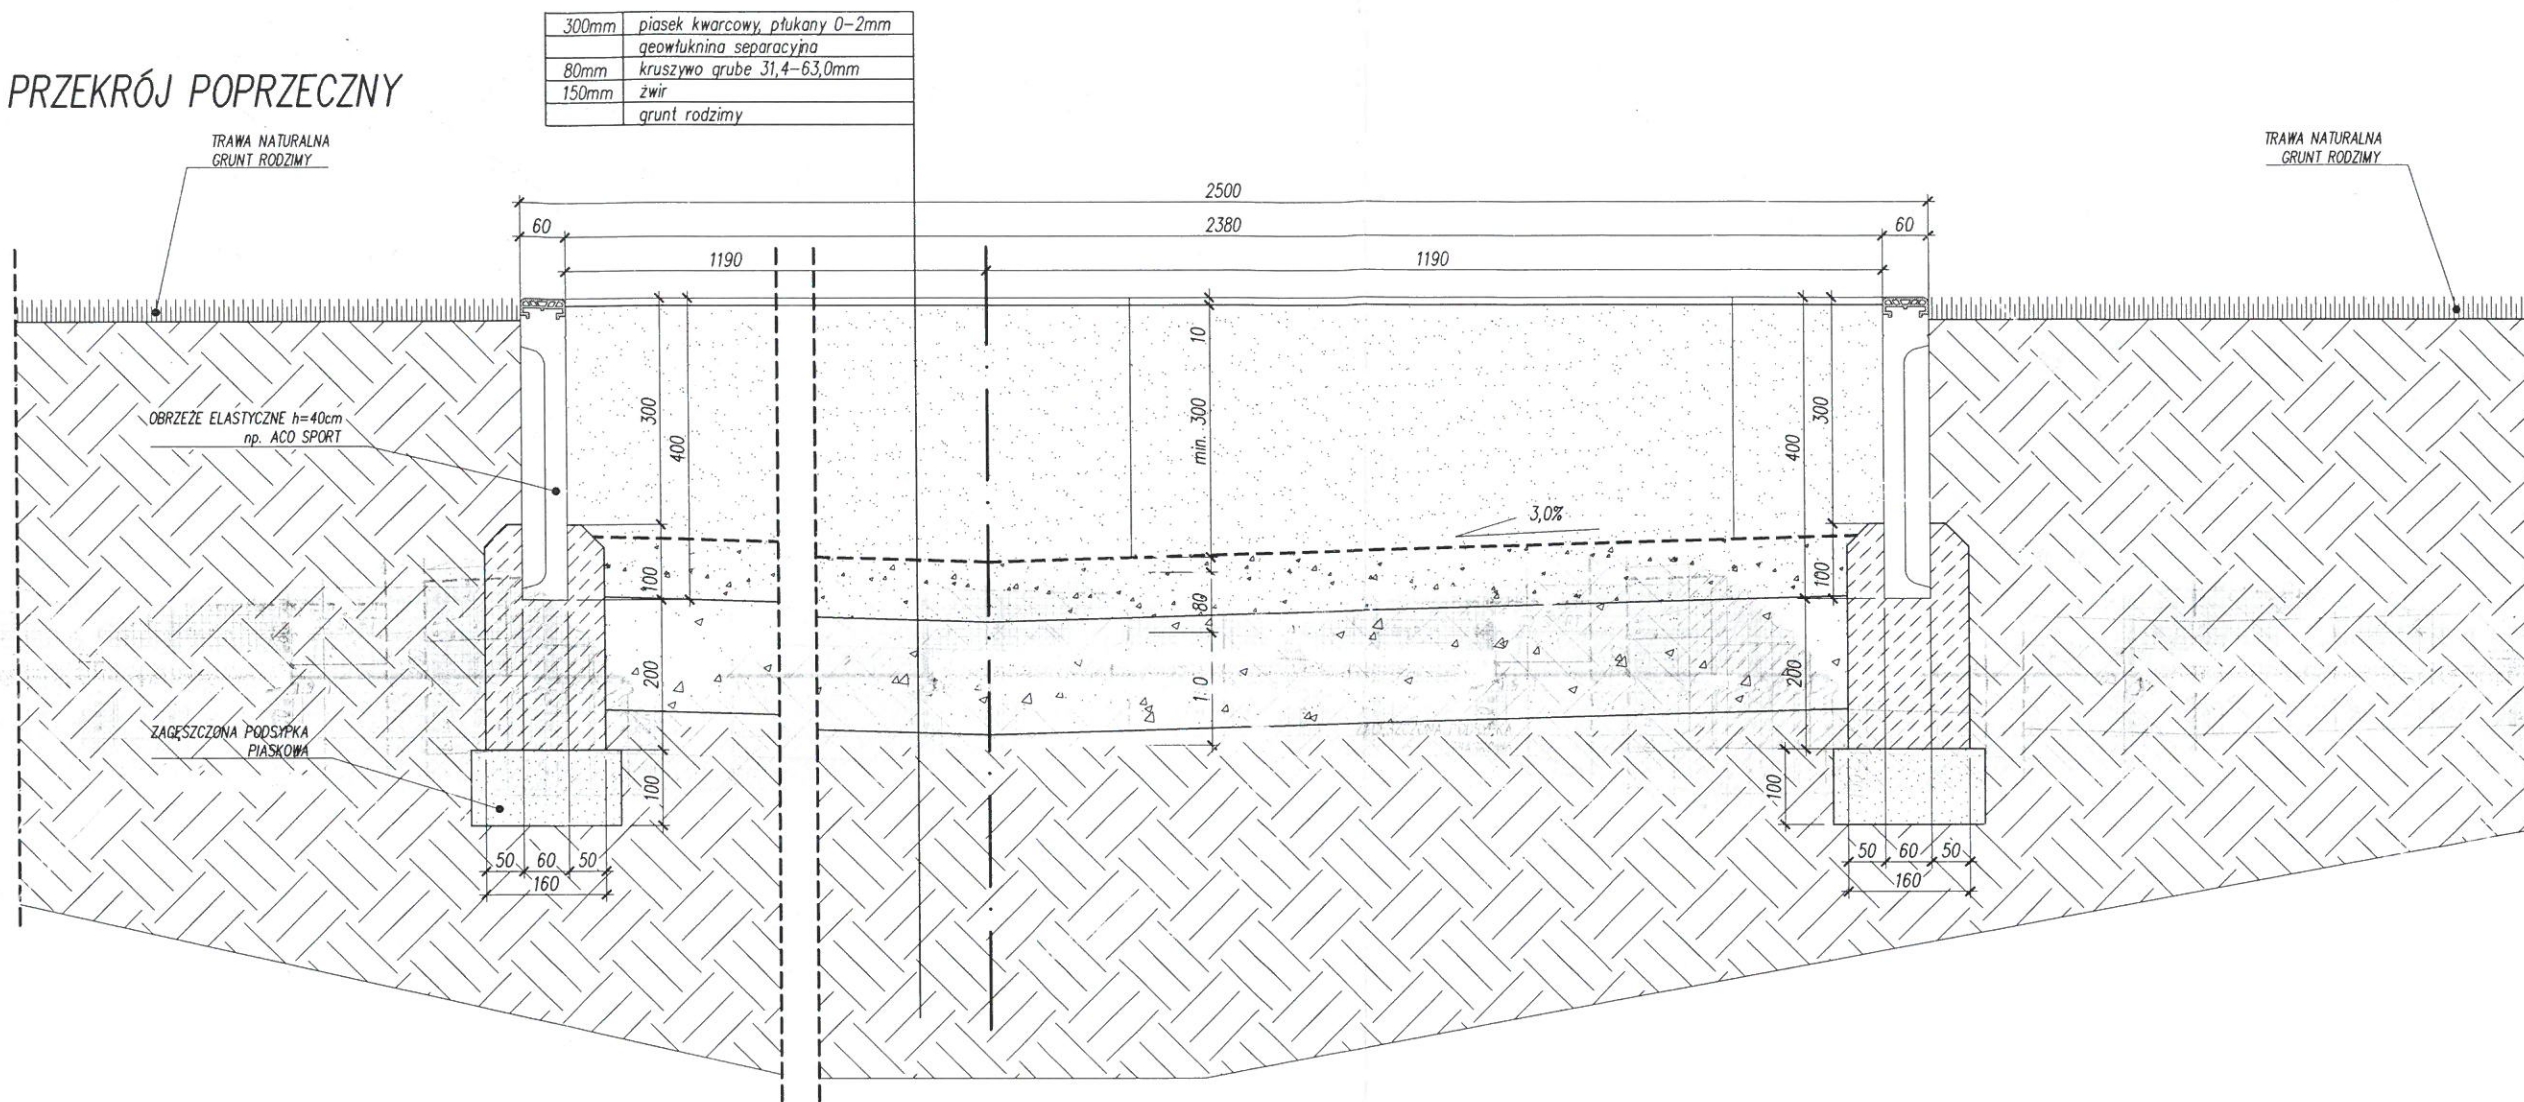 300mm piasek kwarcowy, płukany 0-2mm
geowłuknina separacyjna
80mm kruszywo grube 31,4-63,0mm
150mm żwir
grunt rodzimy
PRZEKRÓJ POPRZECZNY
TRAWA NATURALNA
GRUNT RODZIMY
TRAWA NATURALNA
GRUNT RODZIMY
2500
60
2380
60
1190
1190
10
300
400
min. 300
400
300
OBRZEŻE ELASTYCZNE h=40cm
np. ACO SPORT
3,0%
100
80
100
200
200
ZAGĘSZCZONA PODSYPKA
PIASKOWA
100
100
50
60
50
160
50
60
50
160